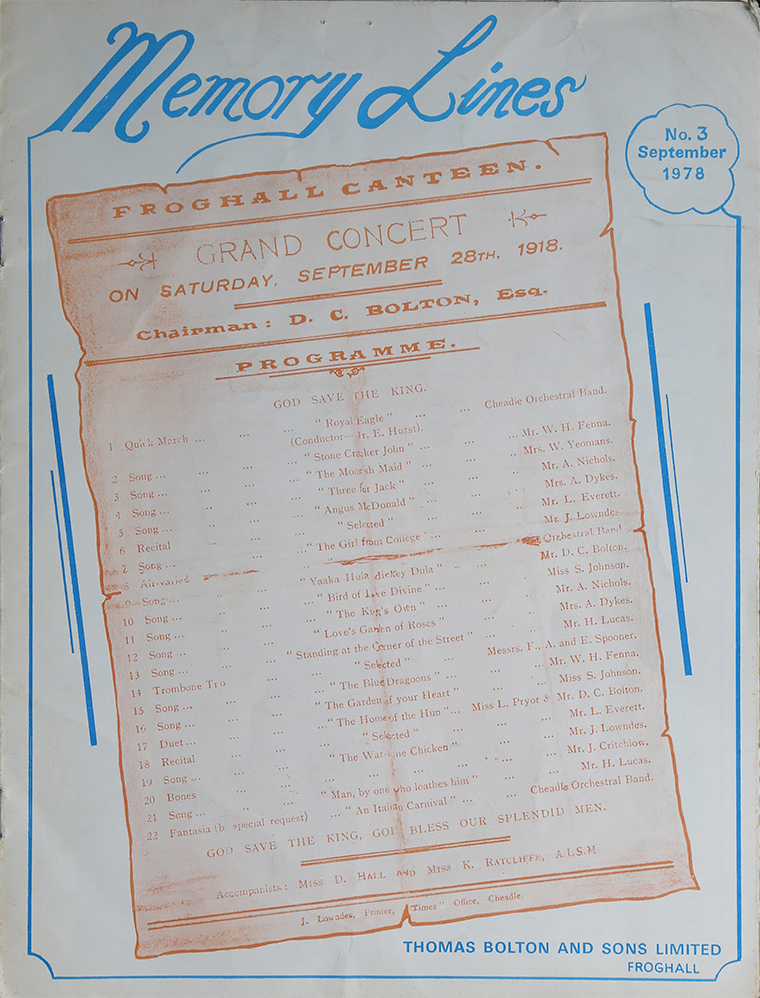 Memory Lines
No. 3
September
1978
FROGHALL CANTEEN.
GRAND CONCERT
ON SATURDAY, SEPTEMBER 28TH, 1918.
Chairman: D. C. BOLTON, Esq.
PROGRAMME.
GOD SAVE THE KING.
1 Quick March ... ... ... "Royal Eagle" ... ... Cheadle Orchestral Band.
(Conductor—Mr. E. Hurst).
2 Song ... ... ... "Stone Cracker John" ... ... Mr. W. H. Fenna.
3 Song ... ... ... "The Moorish Maid" ... ... Mrs. W. Yeomans.
4 Song ... ... ... "Three for Jack" ... ... Mr. A. Nichols.
5 Song ... ... ... "Angus McDonald" ... ... Mrs. A. Dykes.
6 Recital ... ... "Selected" ... ... Mr. L. Everett.
7 Song ... ... "The Girl from College" ... ... Mr. J. Lowndes
8 Air-varied ... Orchestral Band
9 Song ... ... "Yaaka Hula Hickey Dula" ... ... Mr. D. C. Bolton.
10 Song ... ... ... "Bird of Love Divine" ... ... Miss S. Johnson.
11 Song ... ... ... "The King's Own" ... ... Mr. A. Nichols.
12 Song ... ... ... "Love's Garden of Roses" ... ... Mrs. A. Dykes.
13 Song ... ... "Standing at the Corner of the Street" ... ... Mr. H. Lucas.
14 Trombone Trio ... ... "Selected" ... Messrs. F., A. and E. Spooner.
15 Song ... ... ... "The Blue Dragoons" ... ... Mr. W. H. Fenna.
16 Song ... ... ... "The Garden of your Heart" ... ... Miss S. Johnson.
17 Duet ... ... ... "The Home of the Hun" ... Miss L. Pryor & Mr. D. C. Bolton.
18 Recital ... ... "Selected" ... ... Mr. L. Everett.
19 Song ... ... ... "The War-time Chicken" ... ... Mr. J. Lowndes.
20 Bones ... ... ... ... Mr. J. Critchlow.
21 Song ... ... ... "Man, by one who loathes him" ... ... Mr. H. Lucas.
22 Fantasia (by special request) ... "An Italian Carnival" ... ... Cheadle Orchestral Band.
GOD SAVE THE KING, GOD BLESS OUR SPLENDID MEN.
Accompanists: MISS D. HALL AND MISS K. RATCLIFFE, A.L.S.M.
J. Lowndes, Printer, "Times" Office, Cheadle.
THOMAS BOLTON AND SONS LIMITED
FROGHALL